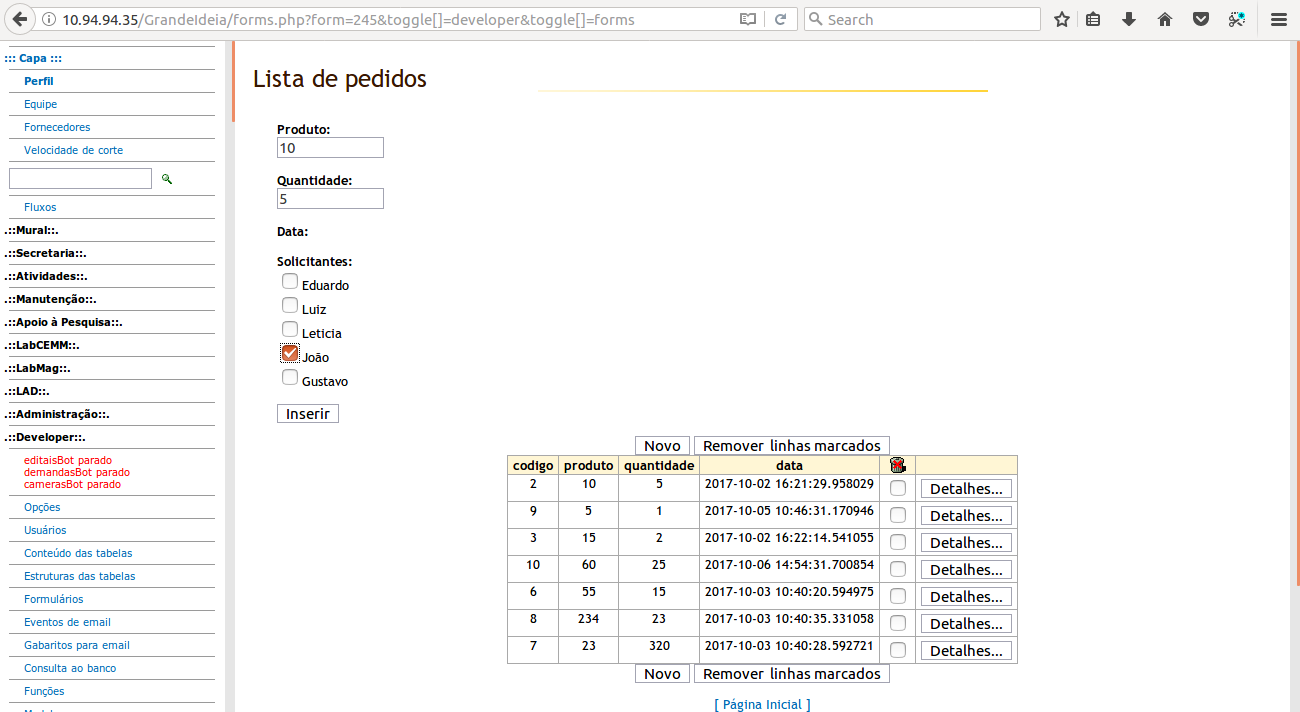 10.94.94.35/GrandeIdeia/forms.php?form=245&toggle[]=developer&toggle[]=forms
Search
::: Capa :::
Perfil
Equipe
Fornecedores
Velocidade de corte
Fluxos
.::Mural::.
.::Secretaria::.
.::Atividades::.
.::Manutenção::.
.::Apoio à Pesquisa::.
.::LabCEMM::.
.::LabMag::.
.::LAD::.
.::Administração::.
.::Developer::.
editaisBot parado
demandasBot parado
camerasBot parado
Opções
Usuários
Conteúdo das tabelas
Estruturas das tabelas
Formulários
Eventos de email
Gabaritos para email
Consulta ao banco
Funções
Lista de pedidos
Produto:
10
Quantidade:
5
Data:
Solicitantes:
Eduardo
Luiz
Leticia
João
Gustavo
Inserir
Novo Remover linhas marcados
codigo produto quantidade data
2 10 5 2017-10-02 16:21:29.958029 Detalhes...
9 5 1 2017-10-05 10:46:31.170946 Detalhes...
3 15 2 2017-10-02 16:22:14.541055 Detalhes...
10 60 25 2017-10-06 14:54:31.700854 Detalhes...
6 55 15 2017-10-03 10:40:20.594975 Detalhes...
8 234 23 2017-10-03 10:40:35.331058 Detalhes...
7 23 320 2017-10-03 10:40:28.592721 Detalhes...
Novo Remover linhas marcados
[ Página Inicial ]